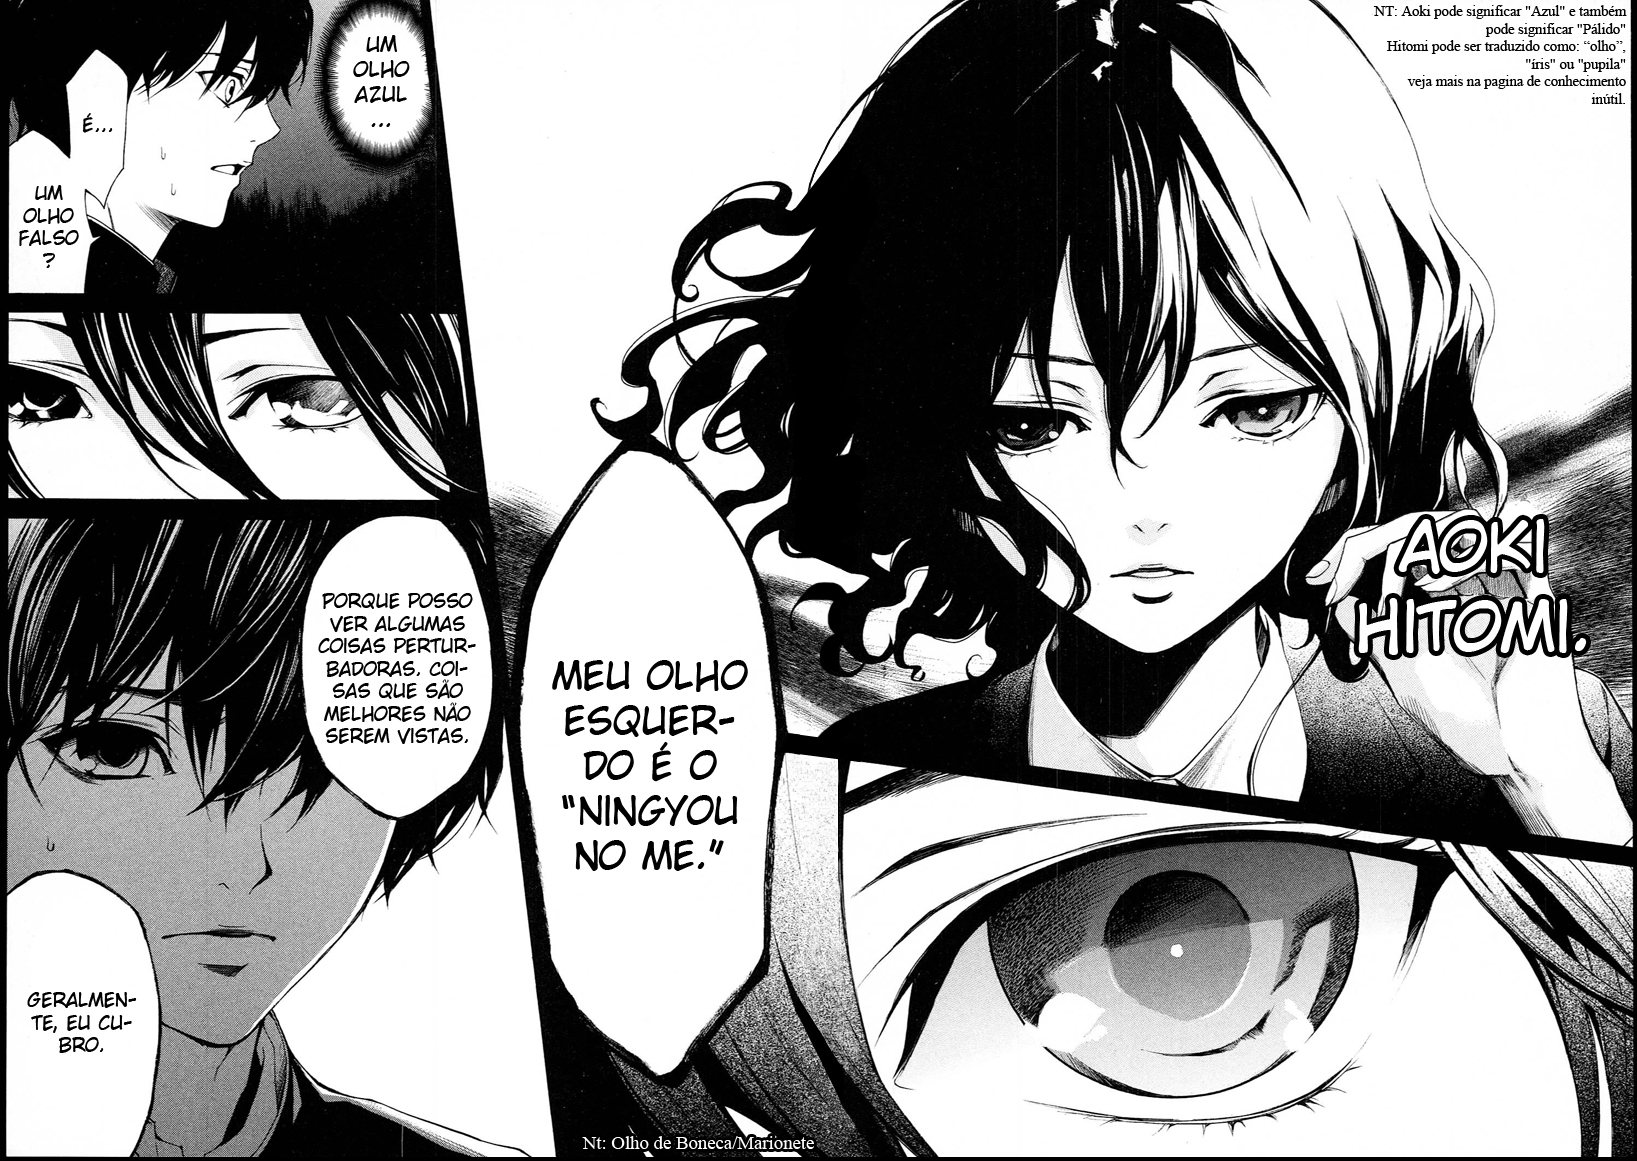 NT: Aoki pode significar "Azul" e também
pode significar "Pálido"
Hitomi pode ser traduzido como: “olho”,
"íris" ou "pupila"
veja mais na pagina de conhecimento
inútil.
AOKI
HITOMI.
MEU OLHO
ESQUER-
DO É O
"NINGYOU
NO ME."
Nt: Olho de Boneca/Marionete
UM
OLHO
AZUL
...
É...
UM
OLHO
FALSO
?
PORQUE POSSO
VER ALGUMAS
COISAS PERTUR-
BADORAS. COI-
SAS QUE SÃO
MELHORES NÃO
SEREM VISTAS.
GERALMEN-
TE, EU CU-
BRO.